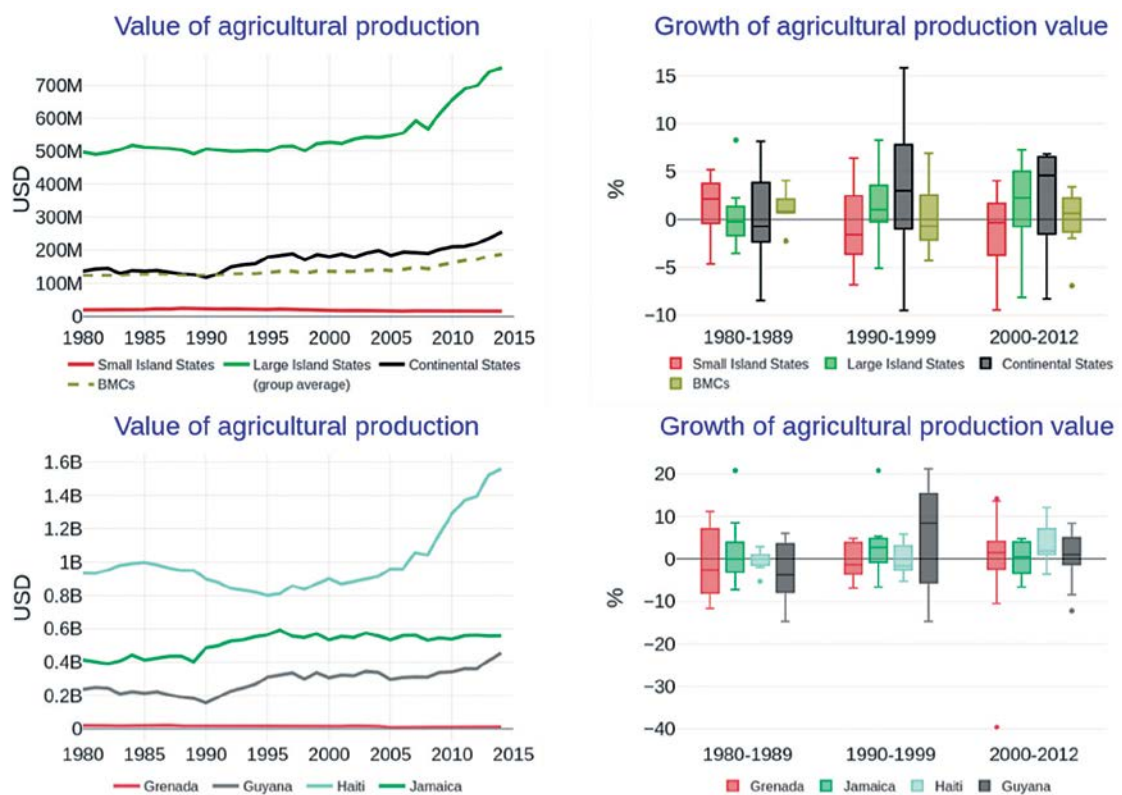 Value of agricultural production
700M
600M
500M
400M
300M
200M
100M
0
USD
1980 1985 1990 1995 2000 2005 2010 2015
Small Island States Large Island States Continental States
BMCs (group average)
Growth of agricultural production value
15
10
5
0
−5
−10
%
1980-1989 1990-1999 2000-2012
Small Island States Large Island States Continental States
BMCs
Value of agricultural production
1.6B
1.4B
1.2B
1B
0.8B
0.6B
0.4B
0.2B
0
USD
1980 1985 1990 1995 2000 2005 2010 2015
Grenada Guyana Haiti Jamaica
Growth of agricultural production value
20
10
0
−10
−20
−30
−40
%
1980-1989 1990-1999 2000-2012
Grenada Jamaica Haiti Guyana